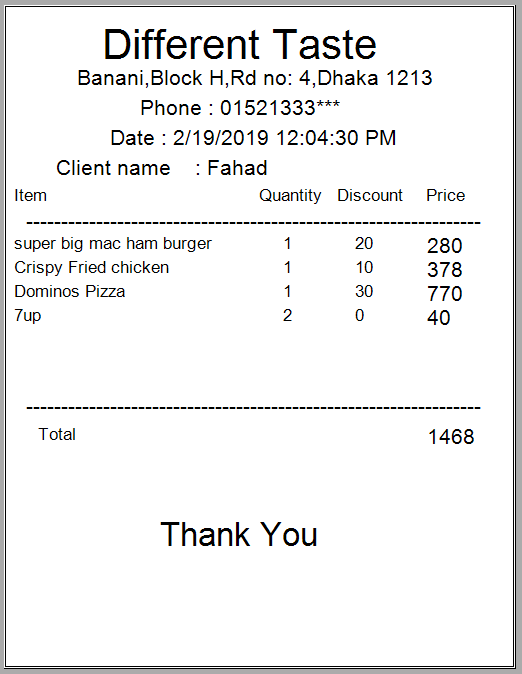 Different Taste
Banani,Block H,Rd no: 4,Dhaka 1213
Phone : 01521333***
Date : 2/19/2019 12:04:30 PM
Client name : Fahad
Item Quantity Discount Price
-----------------------------------------------------------------
super big mac ham burger 1 20 280
Crispy Fried chicken 1 10 378
Dominos Pizza 1 30 770
7up 2 0 40
-----------------------------------------------------------------
Total 1468
Thank You